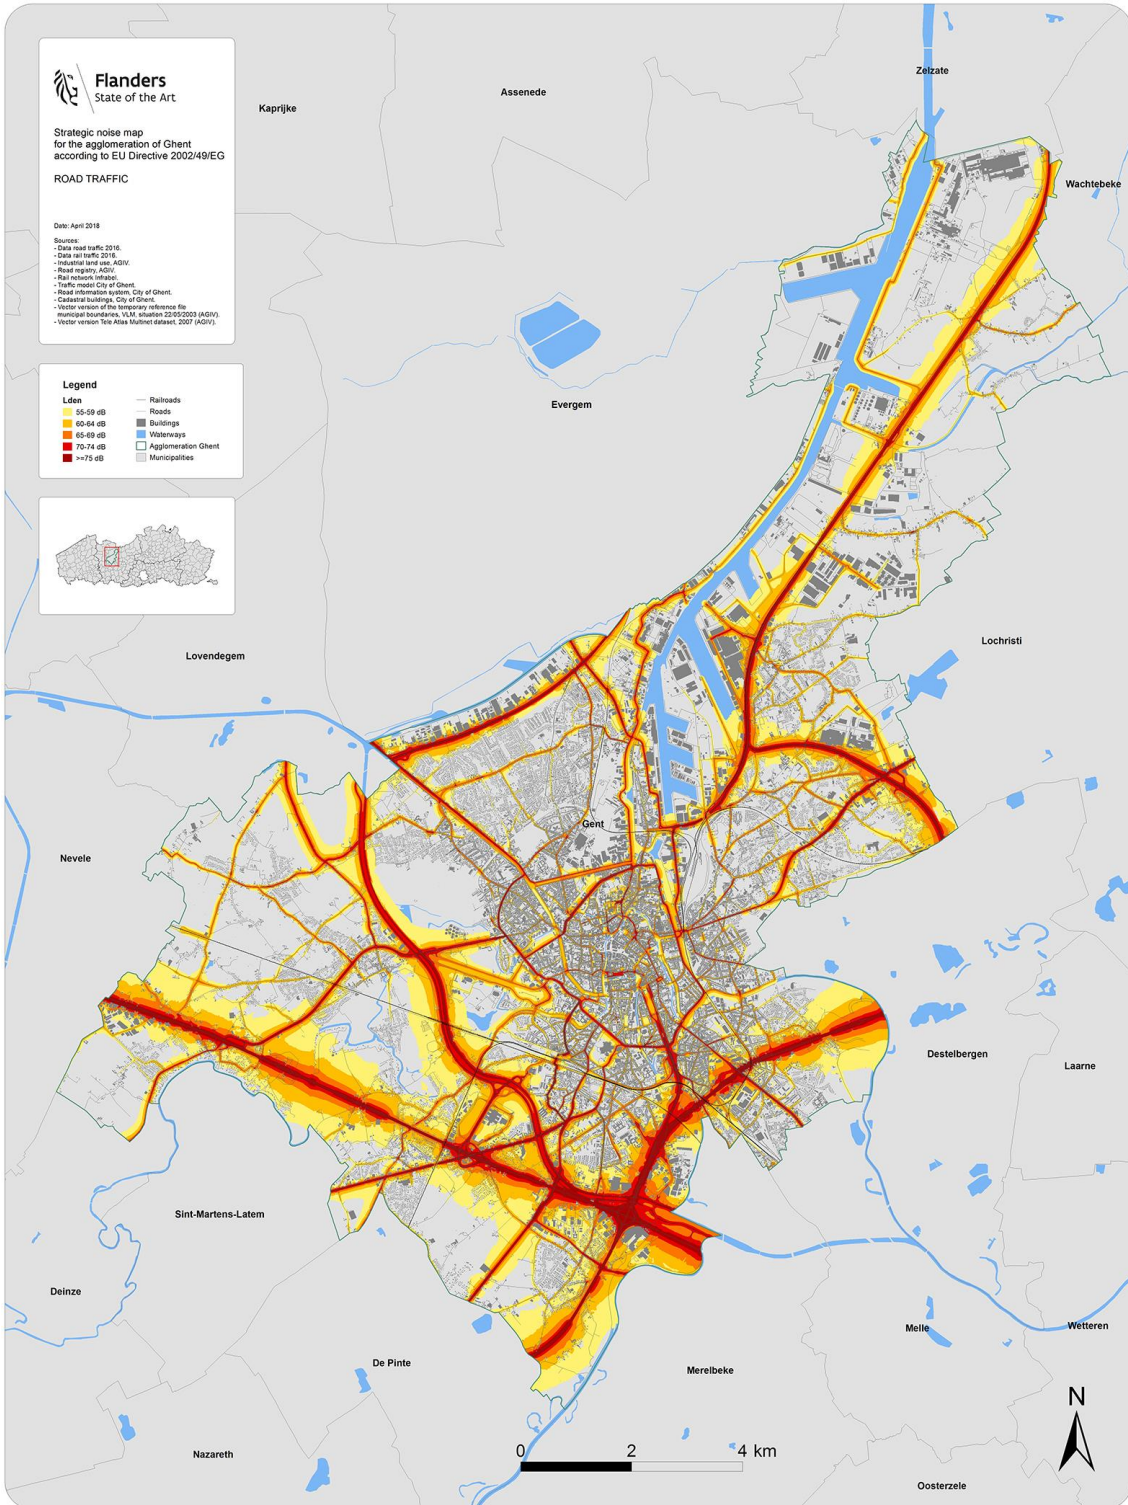 Flanders
State of the Art
Strategic noise map
for the agglomeration of Ghent
according to EU Directive 2002/49/EG
ROAD TRAFFIC
Date: April 2018
Sources:
- Data road traffic 2016.
- Data rail traffic 2016.
- Industrial land use, AGIV.
- Road registry, AGIV.
- Rail network Infrabel.
- Traffic model City of Ghent.
- Road information system, City of Ghent.
- Cadastral buildings, City of Ghent.
- Vector version of the temporary reference file
municipal boundaries, VLM, situation 22/05/2003 (AGIV).
- Vector version Tele Atlas Multinet dataset, 2007 (AGIV).
Legend
Lden
55-59 dB
60-64 dB
65-69 dB
70-74 dB
>=75 dB
Railroads
Roads
Buildings
Waterways
Agglomeration Ghent
Municipalities
Zelzate
Assenede
Kaprijke
Wachtebeke
Evergem
Lochristi
Lovendegem
Gent
Nevele
Destelbergen
Laarne
Sint-Martens-Latem
Deinze
Melle
Wetteren
De Pinte
Merelbeke
Nazareth
Oosterzele
0 2 4 km
N